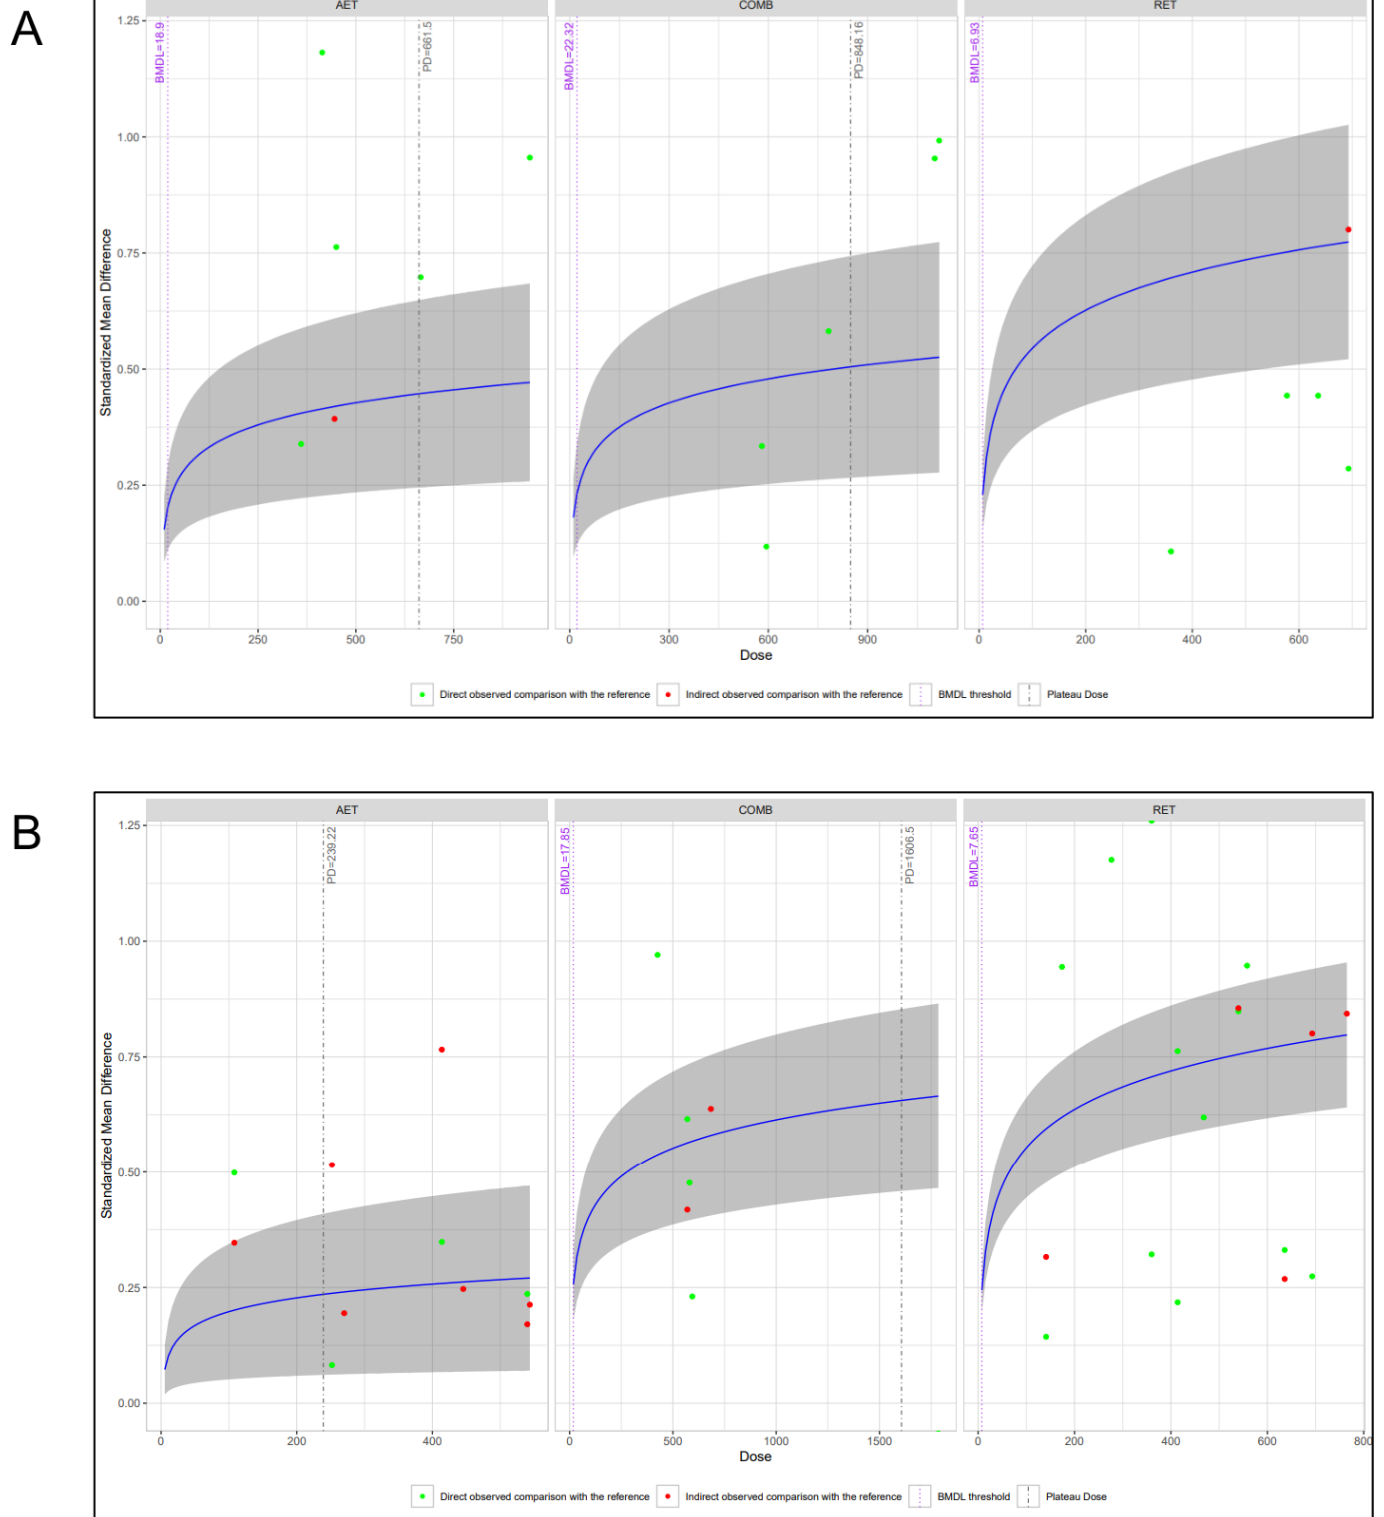 A
AET COMB RET
BMDL=18.9 PD=661.5 BMDL=22.32 PD=848.16 BMDL=6.93
Standardized Mean Difference
1.25
1.00
0.75
0.50
0.25
0.00
0 250 500 750 0 300 600 900 0 200 400 600
Dose
Direct observed comparison with the reference Indirect observed comparison with the reference BMDL threshold Plateau Dose
B
AET COMB RET
PD=239.22 BMDL=17.85 PD=1606.5 BMDL=7.65
Standardized Mean Difference
1.25
1.00
0.75
0.50
0.25
0.00
0 200 400 0 500 1000 1500 0 200 400 600 800
Dose
Direct observed comparison with the reference Indirect observed comparison with the reference BMDL threshold Plateau Dose